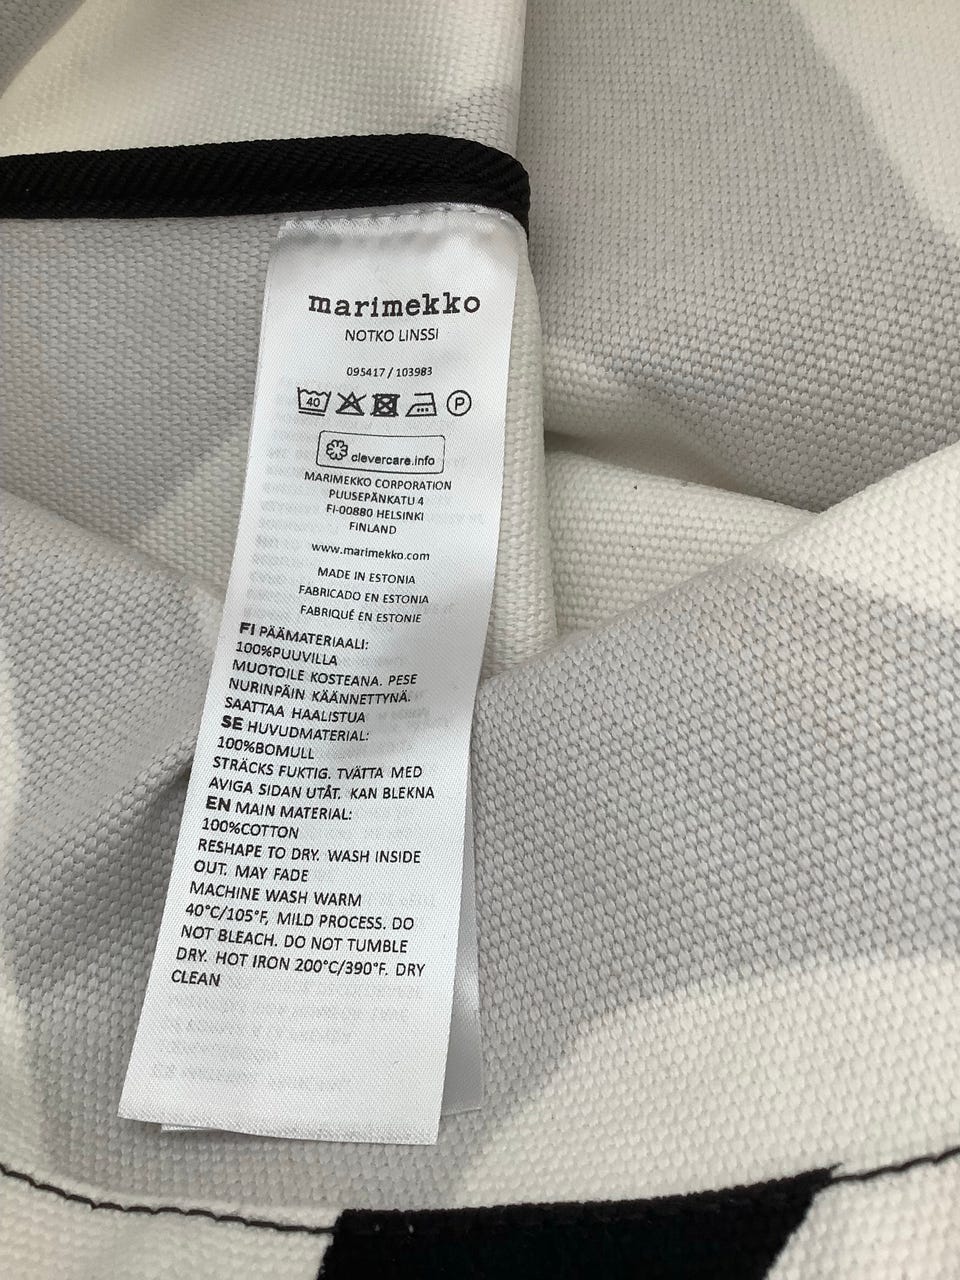 marimekko
NOTKO LINSSI
095417 / 103983
40 P
clevercare.info
MARIMEKKO CORPORATION
PUUSEPÄNKATU 4
FI-00880 HELSINKI
FINLAND
www.marimekko.com
MADE IN ESTONIA
FABRICADO EN ESTONIA
FABRIQUÉ EN ESTONIE
FI PÄÄMATERIAALI:
100%PUUVILLA
MUOTOILE KOSTEANA. PESE
NURINPÄIN KÄÄNNETTYNÄ.
SAATTAA HAALISTUA
SE HUVUDMATERIAL:
100%BOMULL
STRÄCKS FUKTIG. TVÄTTA MED
AVIGA SIDAN UTÅT. KAN BLEKNA
EN MAIN MATERIAL:
100%COTTON
RESHAPE TO DRY. WASH INSIDE
OUT. MAY FADE
MACHINE WASH WARM
40°C/105°F, MILD PROCESS. DO
NOT BLEACH. DO NOT TUMBLE
DRY. HOT IRON 200°C/390°F. DRY
CLEAN